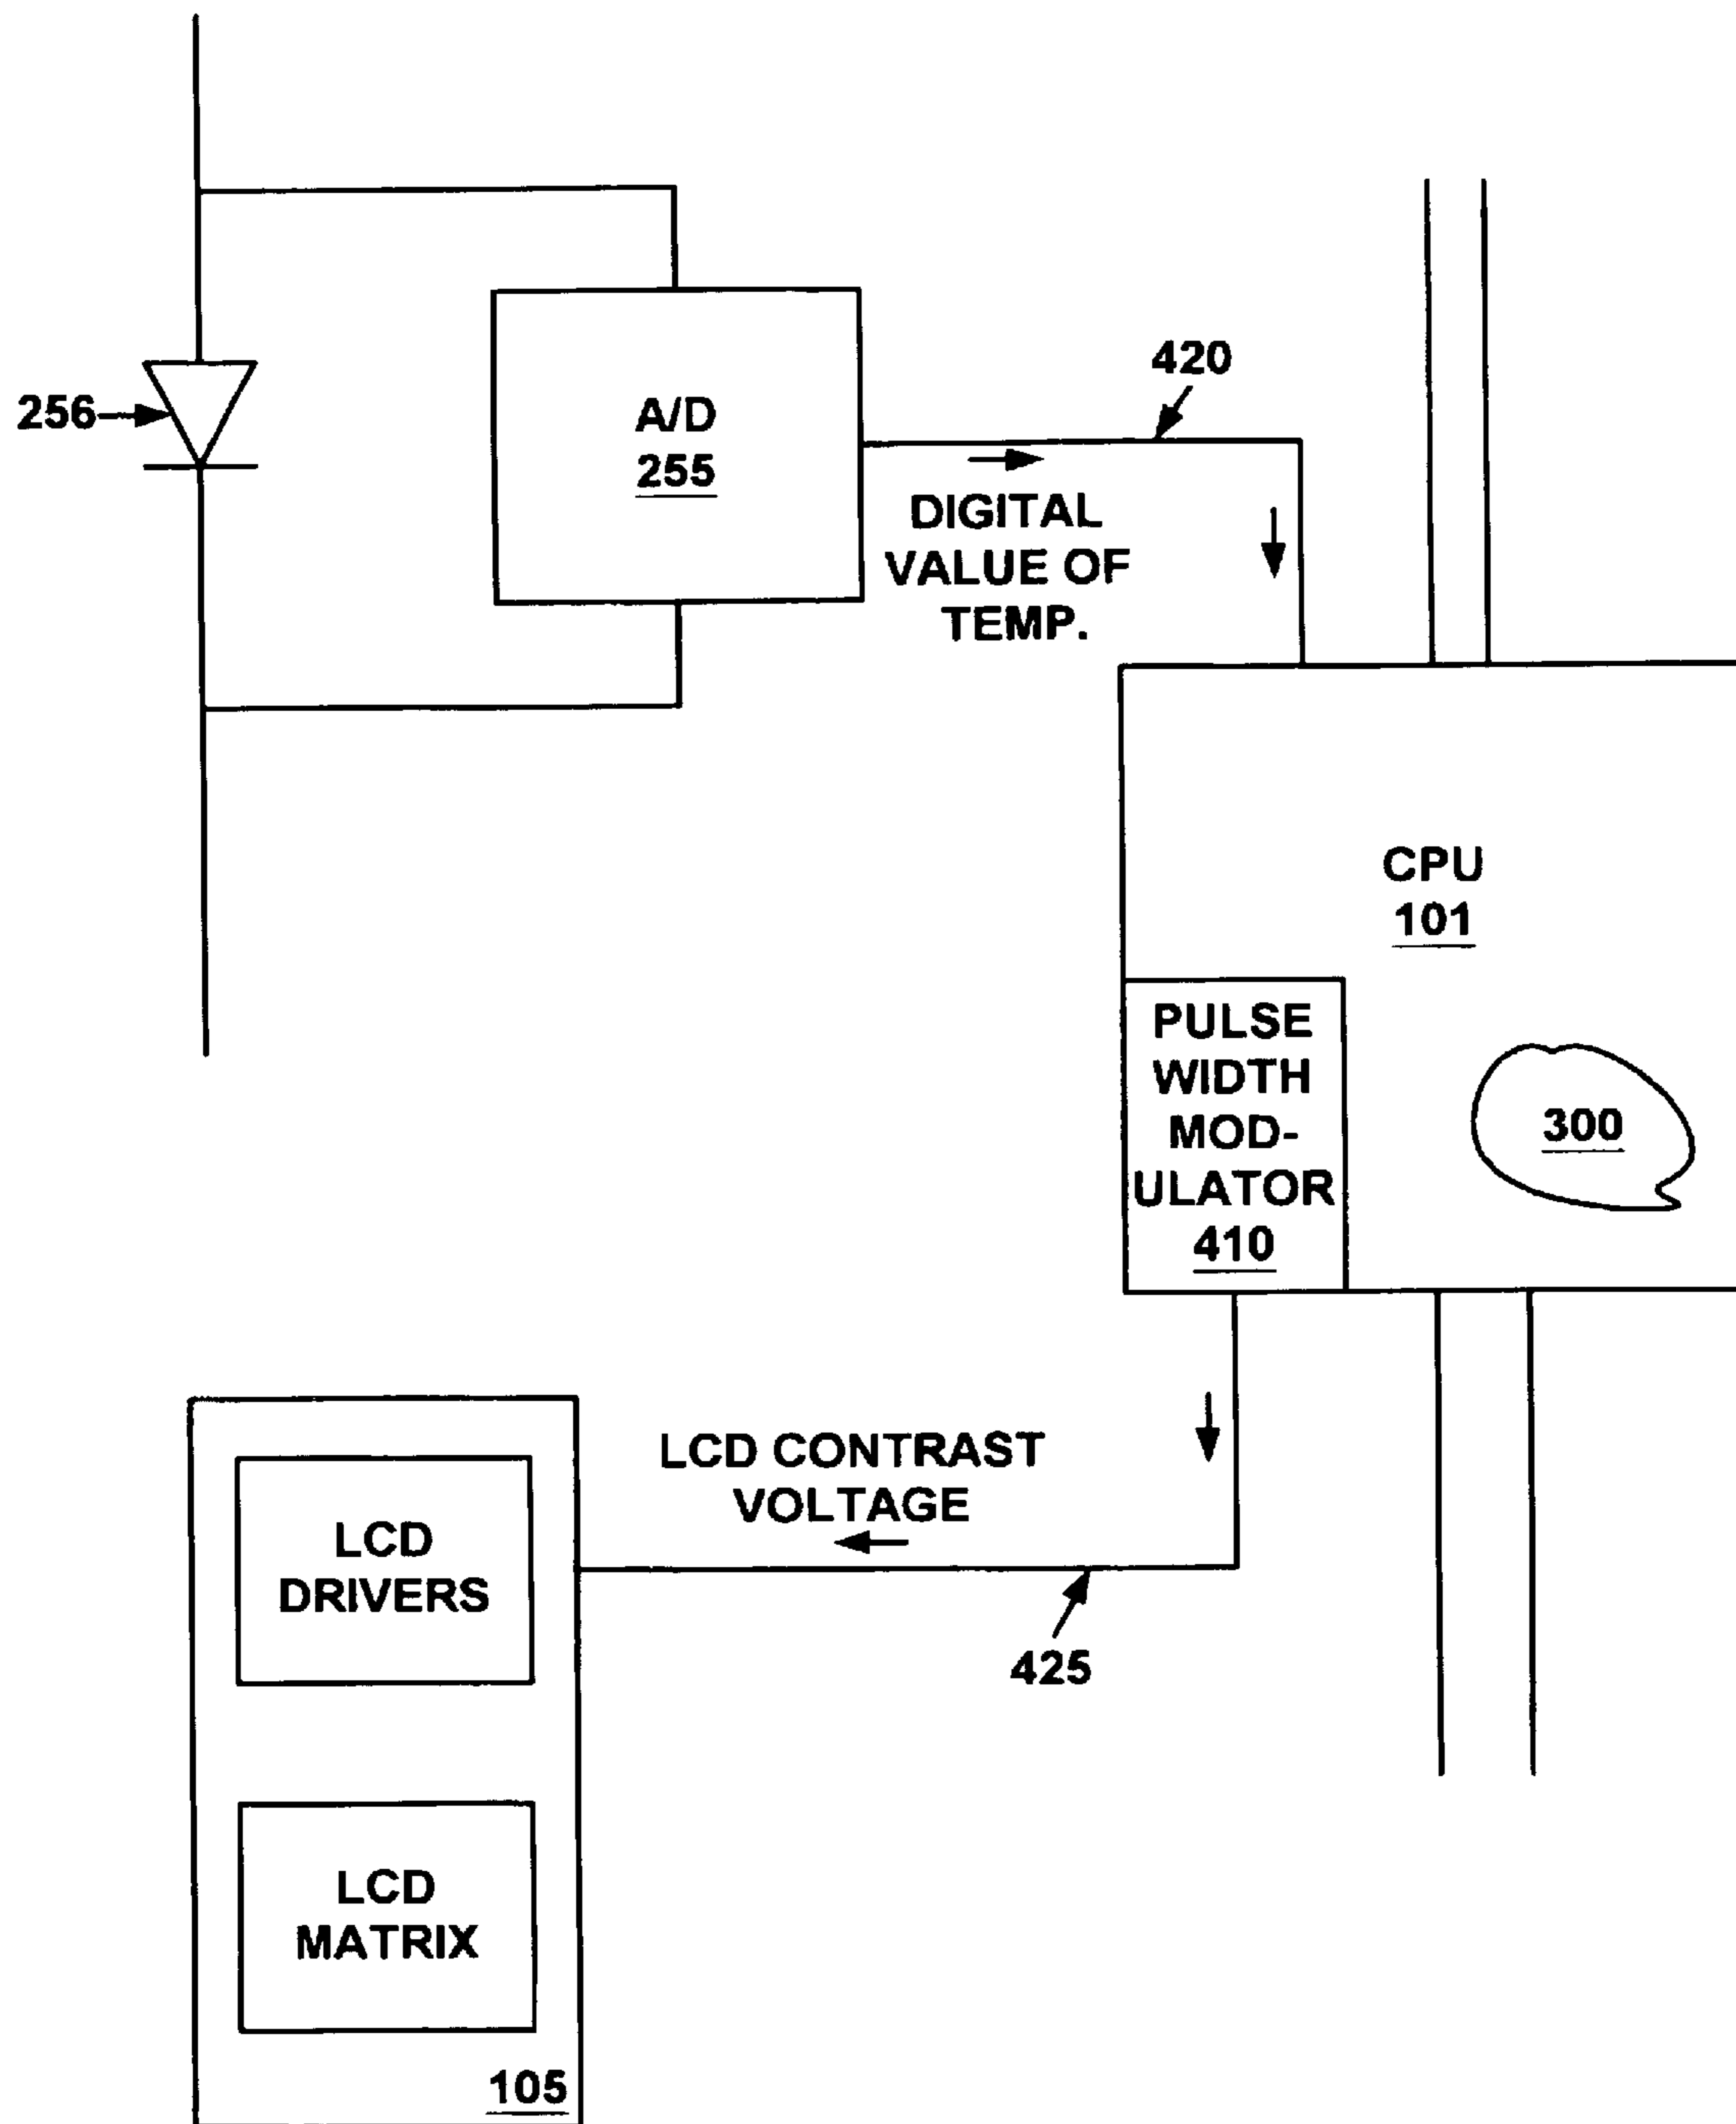 256
A/D
255
420
DIGITAL
VALUE OF
TEMP.
CPU
101
PULSE
WIDTH
MOD-
ULATOR
410
300
LCD CONTRAST
VOLTAGE
425
LCD
DRIVERS
LCD
MATRIX
105